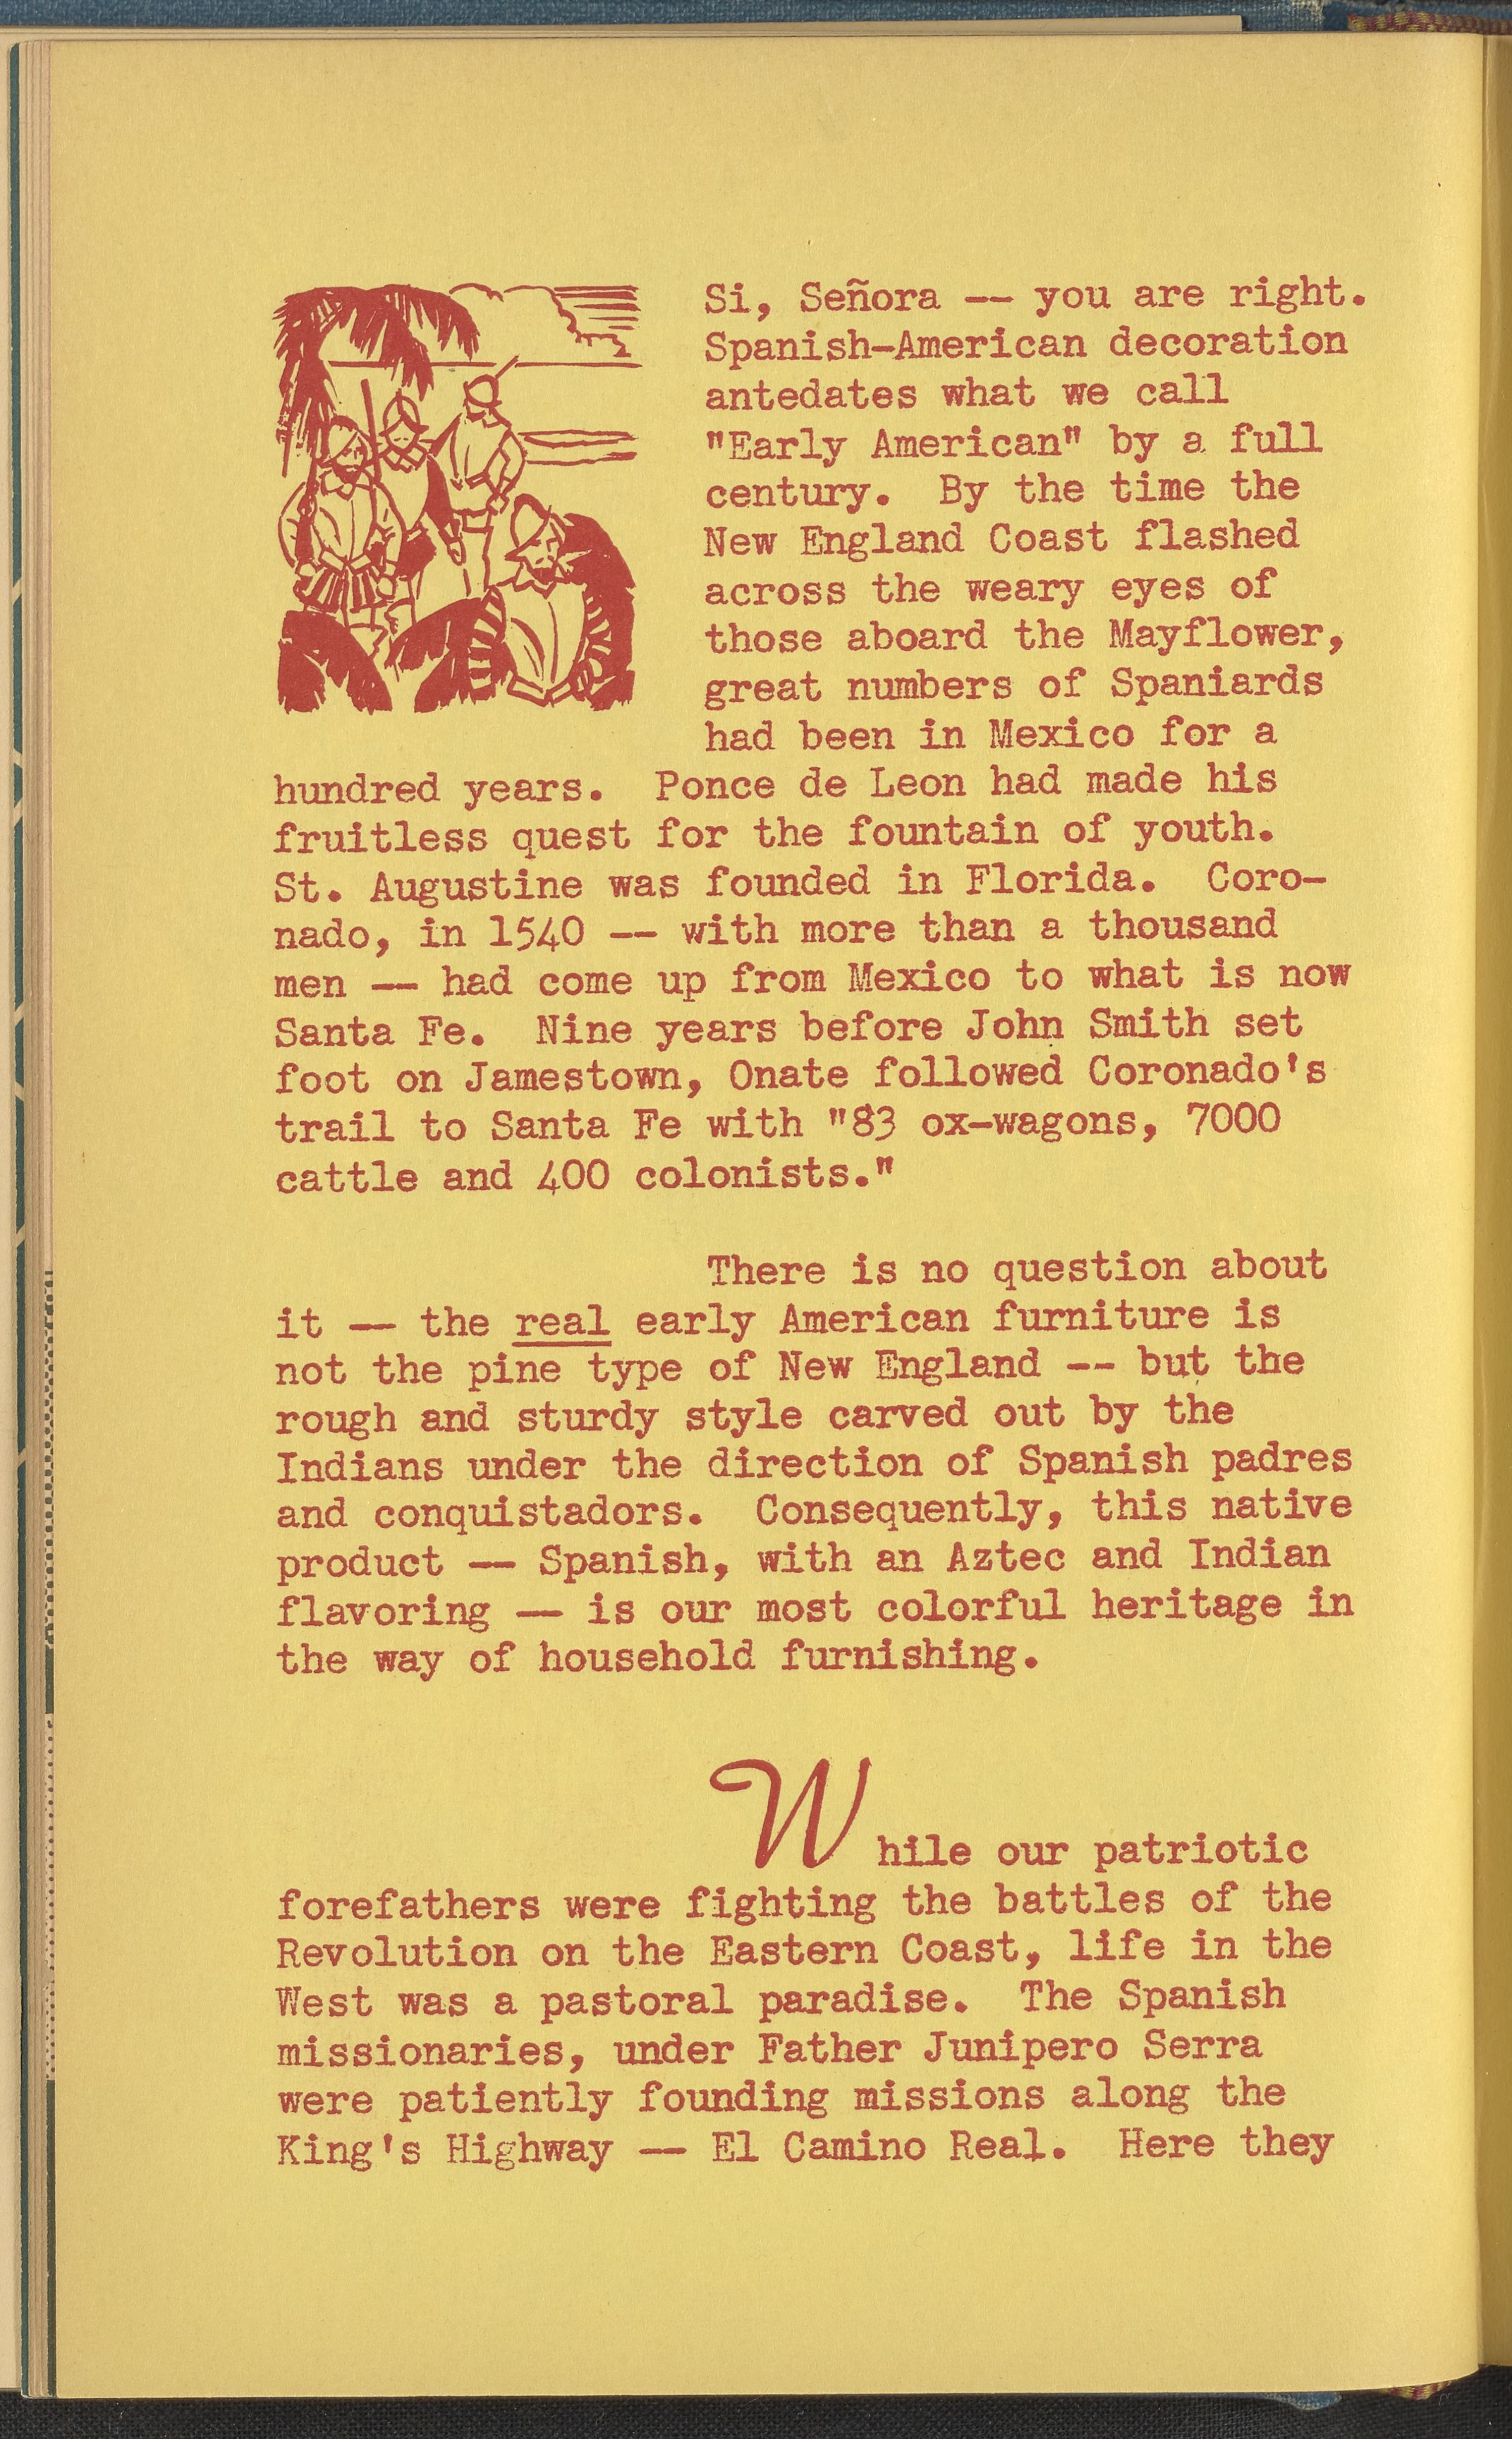 Si, Señora -- you are right.
Spanish-American decoration
antedates what we call
"Early American" by a full
century.  By the time the
New England Coast flashed
across the weary eyes of
those aboard the Mayflower,
great numbers of Spaniards
had been in Mexico for a
hundred years.  Ponce de Leon had made his
fruitless quest for the fountain of youth.
St. Augustine was founded in Florida.  Coro-
nado, in 1540 -- with more than a thousand
men -- had come up from Mexico to what is now
Santa Fe.  Nine years before John Smith set
foot on Jamestown, Onate followed Coronado's
trail to Santa Fe with "83 ox-wagons, 7000
cattle and 400 colonists."
There is no question about
it -- the real early American furniture is
not the pine type of New England -- but the
rough and sturdy style carved out by the
Indians under the direction of Spanish padres
and conquistadors.  Consequently, this native
product -- Spanish, with an Aztec and Indian
flavoring -- is our most colorful heritage in
the way of household furnishing.
While our patriotic
forefathers were fighting the battles of the
Revolution on the Eastern Coast, life in the
West was a pastoral paradise.  The Spanish
missionaries, under Father Junipero Serra
were patiently founding missions along the
King's Highway -- El Camino Real.  Here they